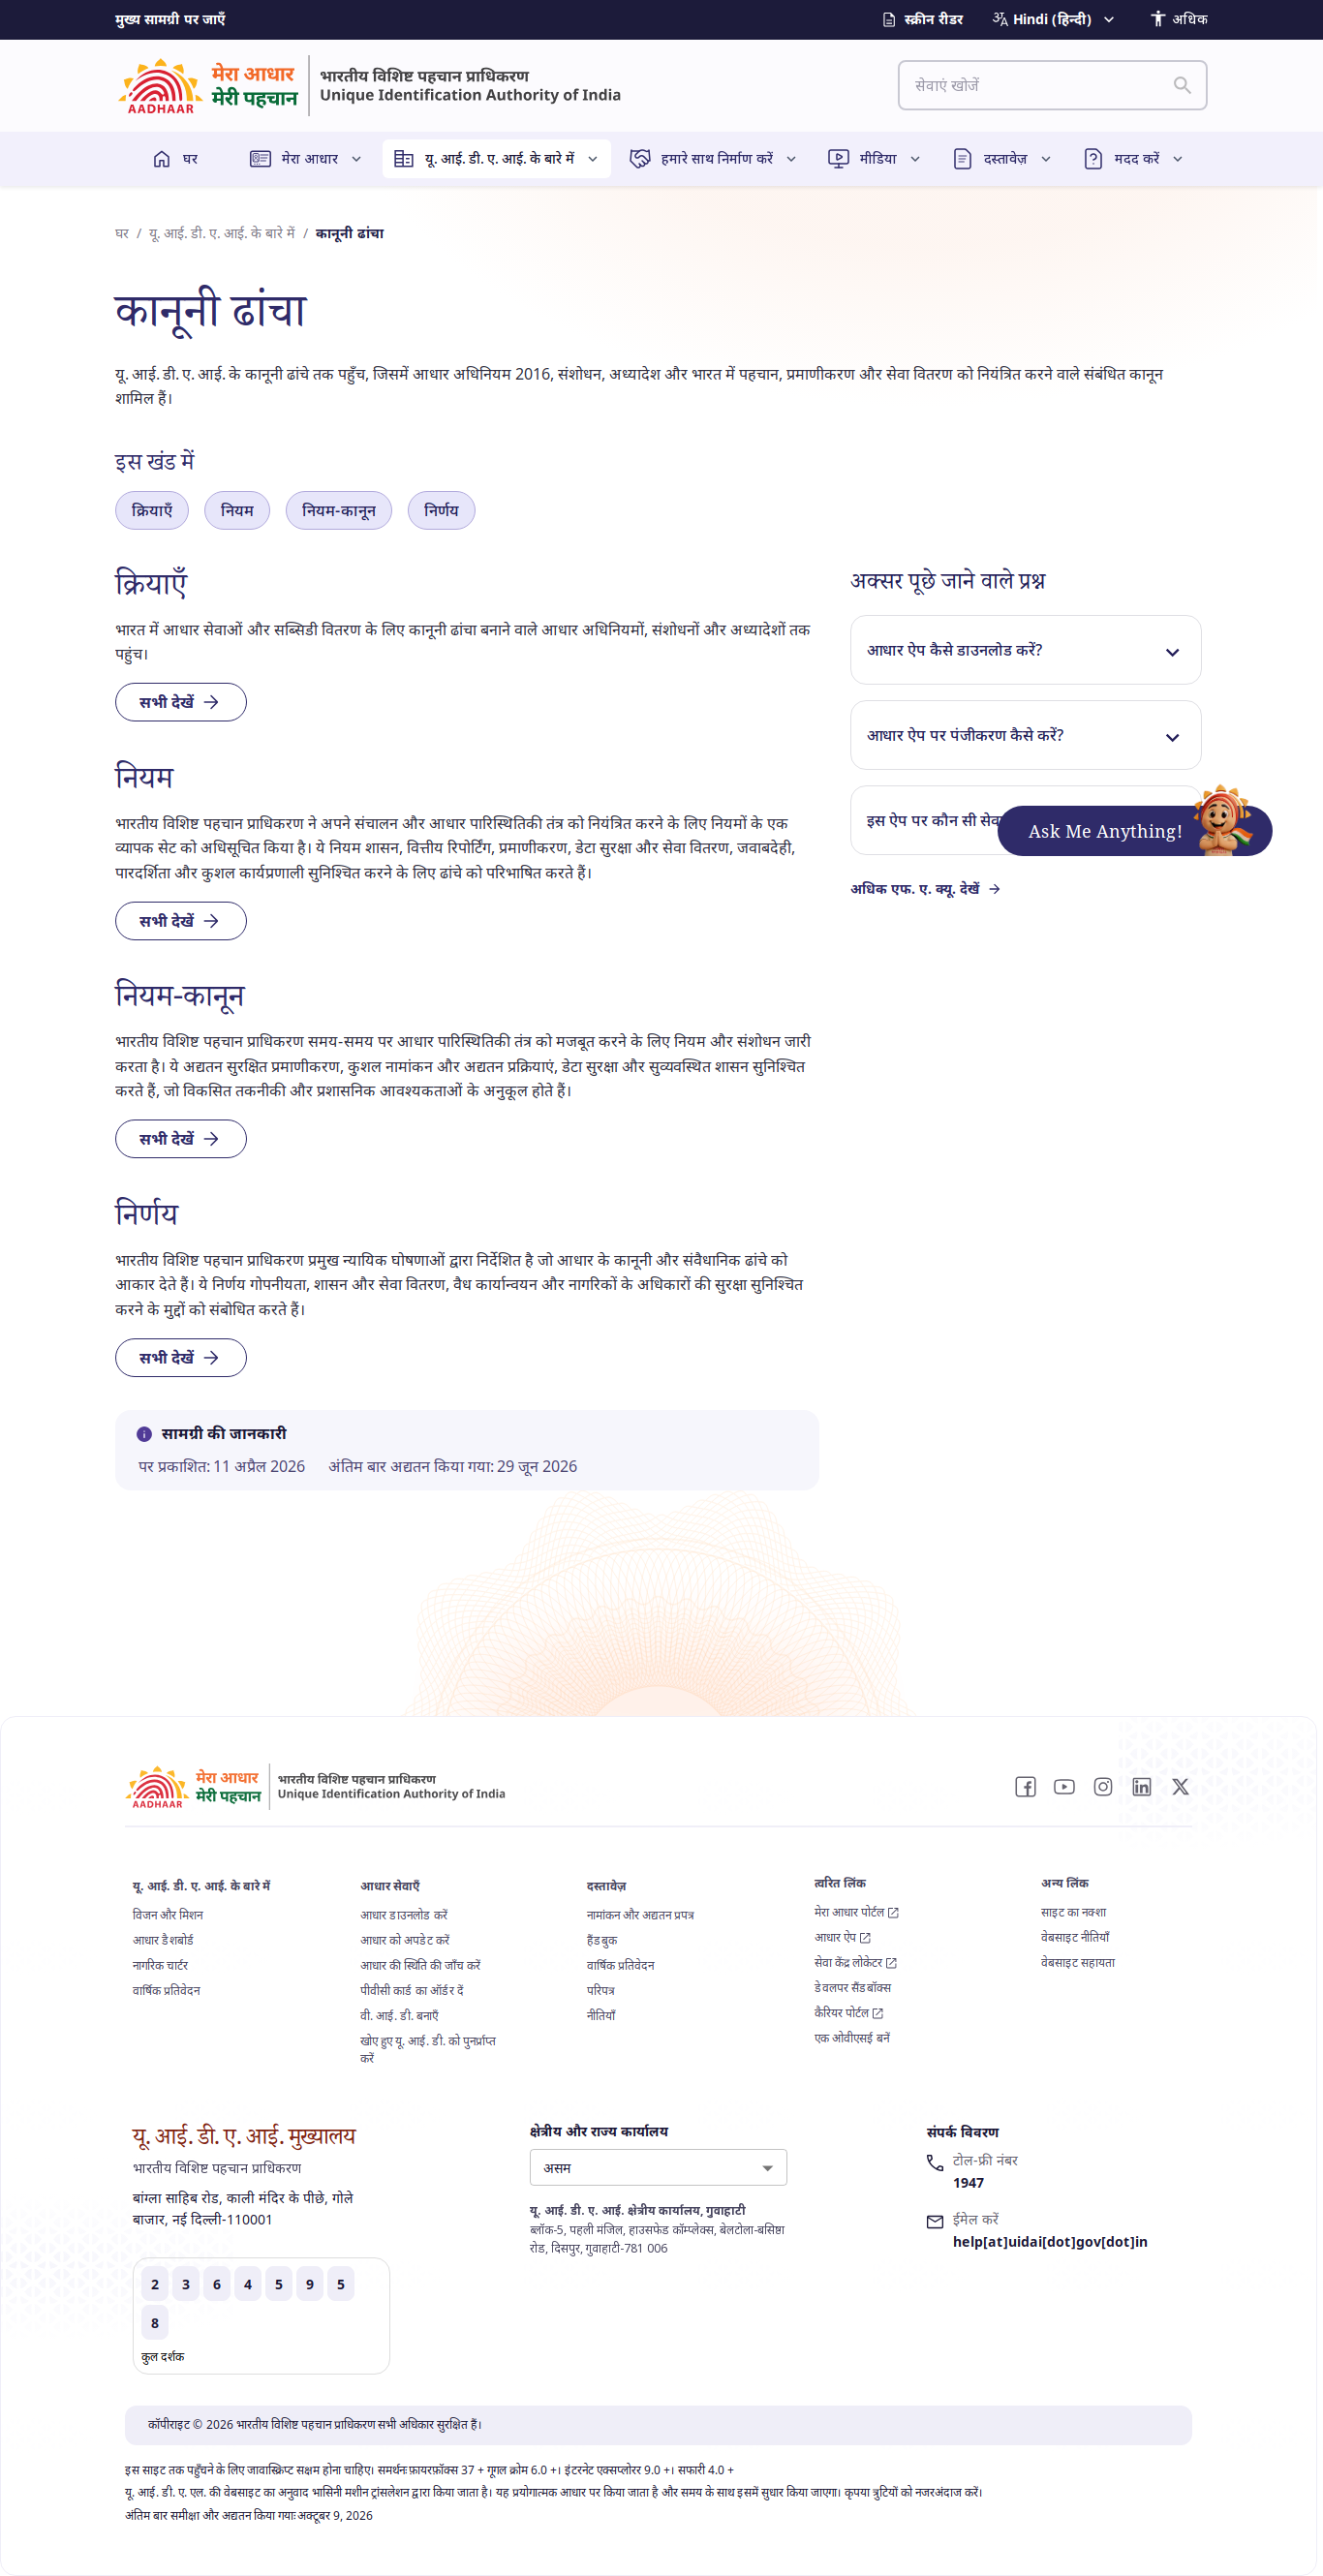 मुख्य सामग्री पर जाएँ
स्क्रीन रीडर
Hindi (हिन्दी)
अधिक
मेरा आधार
मेरी पहचान
AADHAAR
भारतीय विशिष्ट पहचान प्राधिकरण
Unique Identification Authority of India
सेवाएं खोजें
घर
मेरा आधार
यू. आई. डी. ए. आई. के बारे में
हमारे साथ निर्माण करें
मीडिया
दस्तावेज़
मदद करें
घर / यू. आई. डी. ए. आई. के बारे में / कानूनी ढांचा
कानूनी ढांचा
यू. आई. डी. ए. आई. के कानूनी ढांचे तक पहुँच, जिसमें आधार अधिनियम 2016, संशोधन, अध्यादेश और भारत में पहचान, प्रमाणीकरण और सेवा वितरण को नियंत्रित करने वाले संबंधित कानून
शामिल हैं।
इस खंड में
क्रियाएँ
नियम
नियम-कानून
निर्णय
क्रियाएँ
भारत में आधार सेवाओं और सब्सिडी वितरण के लिए कानूनी ढांचा बनाने वाले आधार अधिनियमों, संशोधनों और अध्यादेशों तक
पहुंच।
सभी देखें
नियम
भारतीय विशिष्ट पहचान प्राधिकरण ने अपने संचालन और आधार पारिस्थितिकी तंत्र को नियंत्रित करने के लिए नियमों के एक
व्यापक सेट को अधिसूचित किया है। ये नियम शासन, वित्तीय रिपोर्टिंग, प्रमाणीकरण, डेटा सुरक्षा और सेवा वितरण, जवाबदेही,
पारदर्शिता और कुशल कार्यप्रणाली सुनिश्चित करने के लिए ढांचे को परिभाषित करते हैं।
सभी देखें
नियम-कानून
भारतीय विशिष्ट पहचान प्राधिकरण समय-समय पर आधार पारिस्थितिकी तंत्र को मजबूत करने के लिए नियम और संशोधन जारी
करता है। ये अद्यतन सुरक्षित प्रमाणीकरण, कुशल नामांकन और अद्यतन प्रक्रियाएं, डेटा सुरक्षा और सुव्यवस्थित शासन सुनिश्चित
करते हैं, जो विकसित तकनीकी और प्रशासनिक आवश्यकताओं के अनुकूल होते हैं।
सभी देखें
निर्णय
भारतीय विशिष्ट पहचान प्राधिकरण प्रमुख न्यायिक घोषणाओं द्वारा निर्देशित है जो आधार के कानूनी और संवैधानिक ढांचे को
आकार देते हैं। ये निर्णय गोपनीयता, शासन और सेवा वितरण, वैध कार्यान्वयन और नागरिकों के अधिकारों की सुरक्षा सुनिश्चित
करने के मुद्दों को संबोधित करते हैं।
सभी देखें
सामग्री की जानकारी
पर प्रकाशित: 11 अप्रैल 2026 अंतिम बार अद्यतन किया गया: 29 जून 2026
अक्सर पूछे जाने वाले प्रश्न
आधार ऐप कैसे डाउनलोड करें?
आधार ऐप पर पंजीकरण कैसे करें?
इस ऐप पर कौन सी
Ask Me Anything!
अधिक एफ. ए. क्यू. देखें
मेरा आधार
मेरी पहचान
AADHAAR
भारतीय विशिष्ट पहचान प्राधिकरण
Unique Identification Authority of India
यू. आई. डी. ए. आई. के बारे में
विजन और मिशन
आधार डैशबोर्ड
नागरिक चार्टर
वार्षिक प्रतिवेदन
आधार सेवाएँ
आधार डाउनलोड करें
आधार को अपडेट करें
आधार की स्थिति की जाँच करें
पीवीसी कार्ड का ऑर्डर दें
वी. आई. डी. बनाएँ
खोए हुए यू. आई. डी. को पुनर्प्राप्त
करें
दस्तावेज़
नामांकन और अद्यतन प्रपत्र
हैंडबुक
वार्षिक प्रतिवेदन
परिपत्र
नीतियाँ
त्वरित लिंक
मेरा आधार पोर्टल
आधार ऐप
सेवा केंद्र लोकेटर
डेवलपर सैंडबॉक्स
कैरियर पोर्टल
एक ओवीएसई बनें
अन्य लिंक
साइट का नक्शा
वेबसाइट नीतियाँ
वेबसाइट सहायता
यू. आई. डी. ए. आई. मुख्यालय
भारतीय विशिष्ट पहचान प्राधिकरण
बांग्ला साहिब रोड, काली मंदिर के पीछे, गोले
बाजार, नई दिल्ली-110001
2 3 6 4 5 9 5
8
कुल दर्शक
क्षेत्रीय और राज्य कार्यालय
असम
यू. आई. डी. ए. आई. क्षेत्रीय कार्यालय, गुवाहाटी
ब्लॉक-5, पहली मंजिल, हाउसफेड कॉम्प्लेक्स, बेलटोला-बसिष्ठा
रोड, दिसपुर, गुवाहाटी-781 006
संपर्क विवरण
टोल-फ्री नंबर
1947
ईमेल करें
help[at]uidai[dot]gov[dot]in
कॉपीराइट © 2026 भारतीय विशिष्ट पहचान प्राधिकरण सभी अधिकार सुरक्षित हैं।
इस साइट तक पहुँचने के लिए जावास्क्रिप्ट सक्षम होना चाहिए। समर्थनः फ़ायरफ़ॉक्स 37 + गूगल क्रोम 6.0 +। इंटरनेट एक्सप्लोरर 9.0 +। सफारी 4.0 +
यू. आई. डी. ए. एल. की वेबसाइट का अनुवाद भासिनी मशीन ट्रांसलेशन द्वारा किया जाता है। यह प्रयोगात्मक आधार पर किया जाता है और समय के साथ इसमें सुधार किया जाएगा। कृपया त्रुटियों को नजरअंदाज करें।
अंतिम बार समीक्षा और अद्यतन किया गयाः अक्टूबर 9, 2026